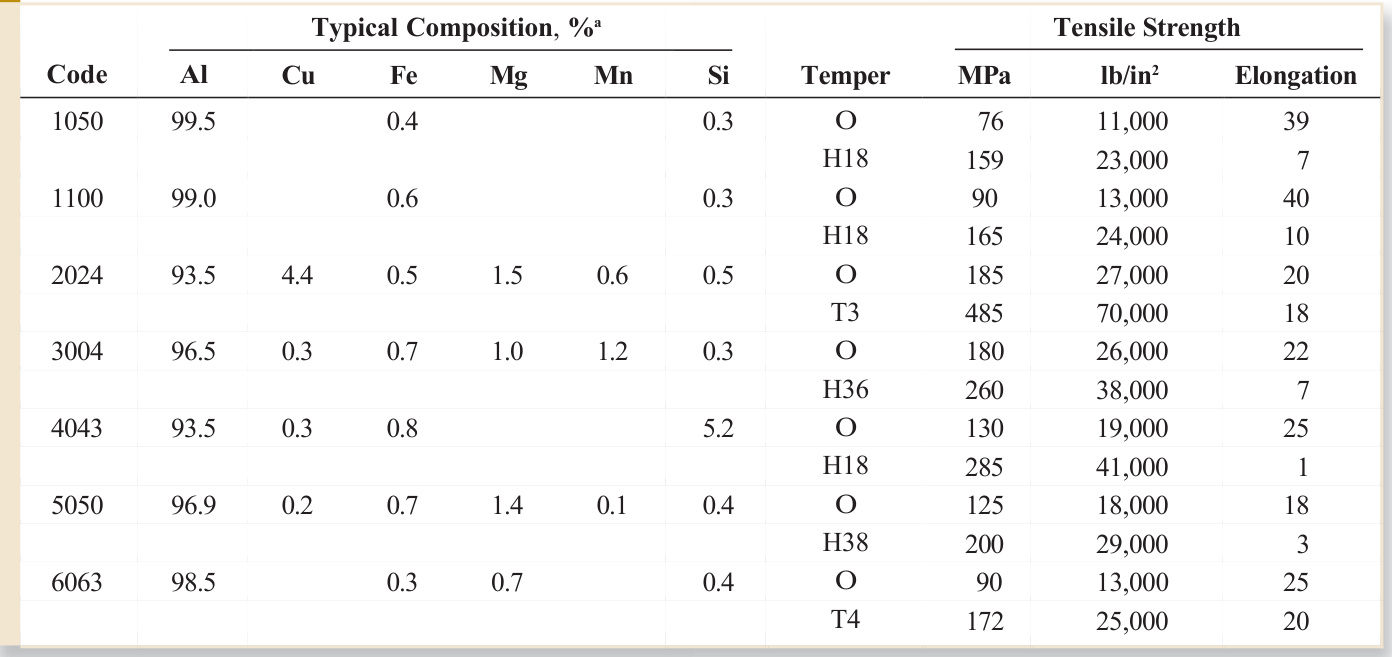 Typical Composition, %ᵃ Tensile Strength
Code Al Cu Fe Mg Mn Si Temper MPa lb/in² Elongation
1050 99.5 0.4 0.3 O 76 11,000 39
H18 159 23,000 7
1100 99.0 0.6 0.3 O 90 13,000 40
H18 165 24,000 10
2024 93.5 4.4 0.5 1.5 0.6 0.5 O 185 27,000 20
T3 485 70,000 18
3004 96.5 0.3 0.7 1.0 1.2 0.3 O 180 26,000 22
H36 260 38,000 7
4043 93.5 0.3 0.8 5.2 O 130 19,000 25
H18 285 41,000 1
5050 96.9 0.2 0.7 1.4 0.1 0.4 O 125 18,000 18
H38 200 29,000 3
6063 98.5 0.3 0.7 0.4 O 90 13,000 25
T4 172 25,000 20